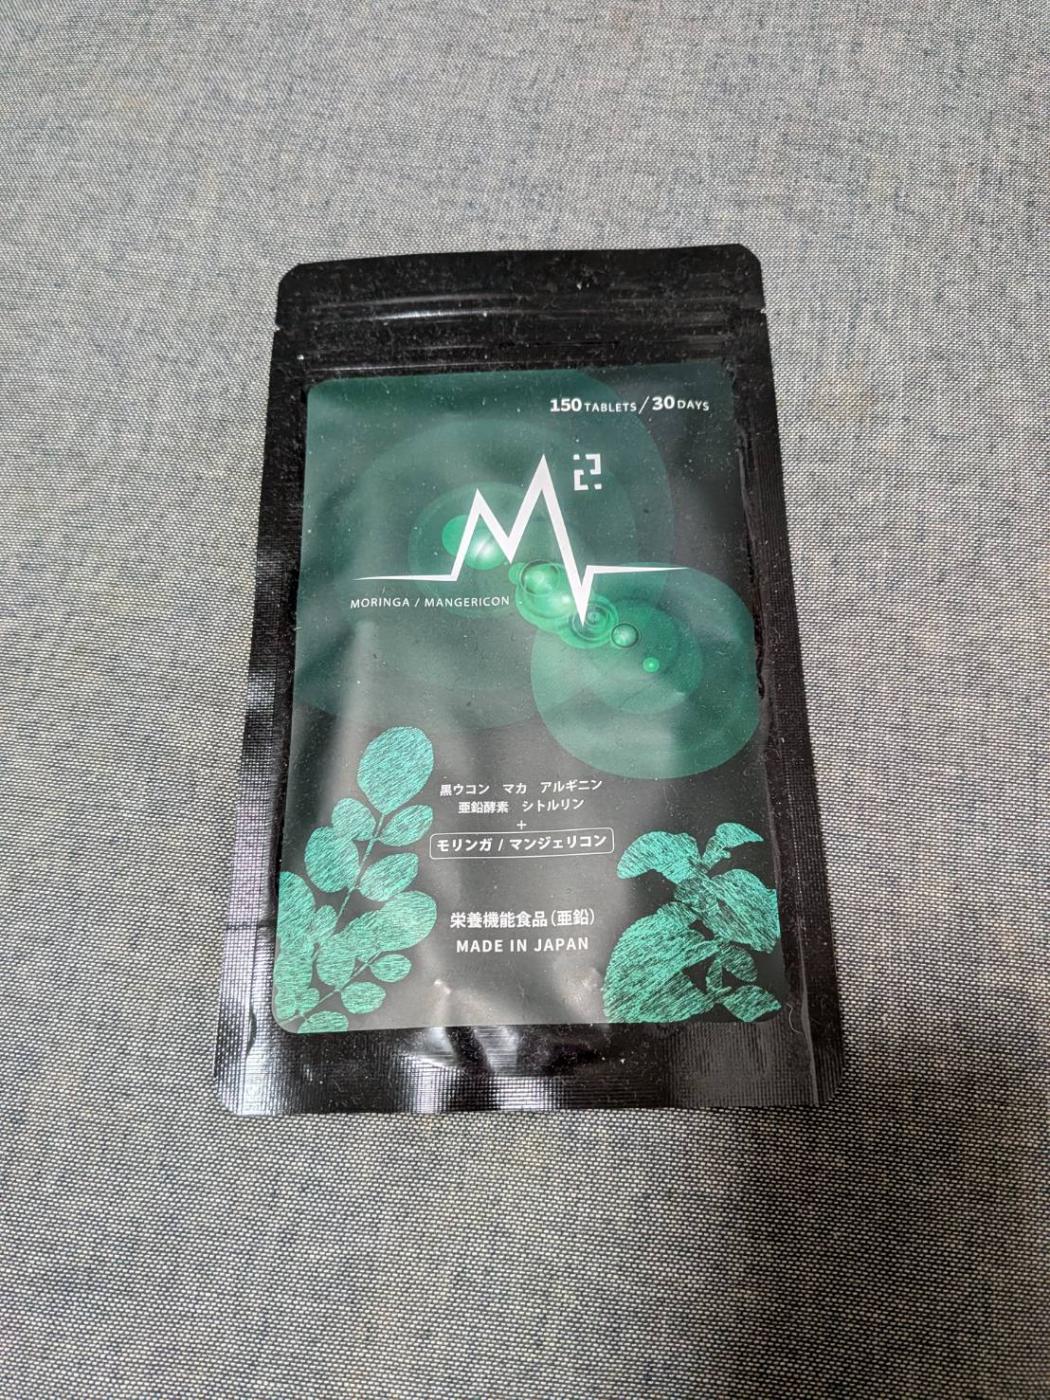 150 TABLETS / 30 DAYS
MORINGA / MANGERICON
黒ウコン マカ アルギニン
亜鉛酵素 シトルリン
+
モリンガ / マンジェリコン
栄養機能食品(亜鉛)
MADE IN JAPAN